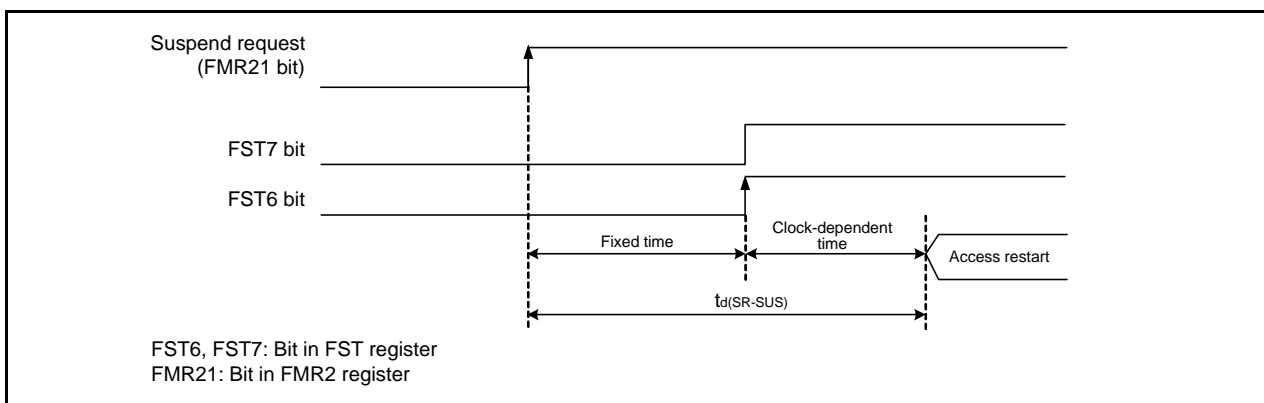 Suspend request
(FMR21 bit)
FST7 bit
FST6 bit
Fixed time
Clock-dependent
time
Access restart
td(SR-SUS)
FST6, FST7: Bit in FST register
FMR21: Bit in FMR2 register